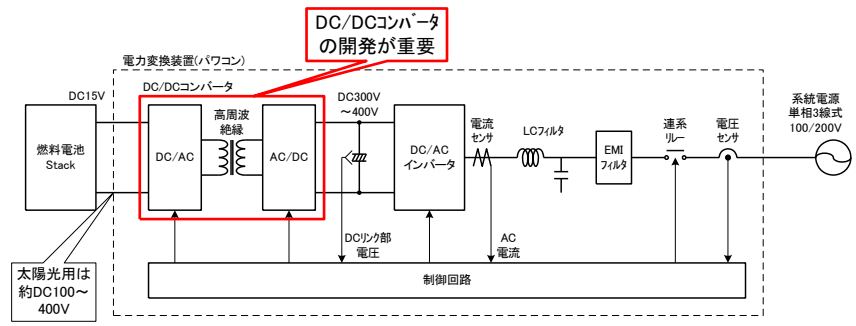 DC/DCコンバータ
の開発が重要
電力変換装置(パワコン)
DC/DCコンバータ
DC15V
高周波
絶縁
DC300V
～400V
電流
センサ
LCフィルタ
連系
リレー
電圧
センサ
系統電源
単相3線式
100/200V
燃料電池
Stack
DC/AC
AC/DC
DC/AC
インバータ
EMI
フィルタ
DCリンク部
電圧
AC
電流
太陽光用は
約DC100～
400V
制御回路